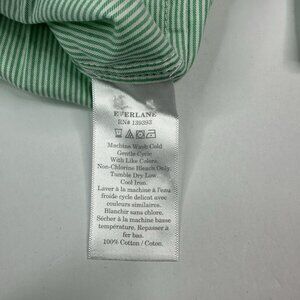 EVERLANE
RN# 139393
Machine Wash Cold
Gentle Cycle
With Like Colors.
Non-Chlorine Bleach Only.
Tumble Dry Low.
Cool Iron.
Laver à la machine à l'eau
froide cycle délicat avec
couleurs similaires.
Blanchir sans chlore.
Sécher à la machine basse
température. Repasser a
fer bas.
100% Cotton / Coton.